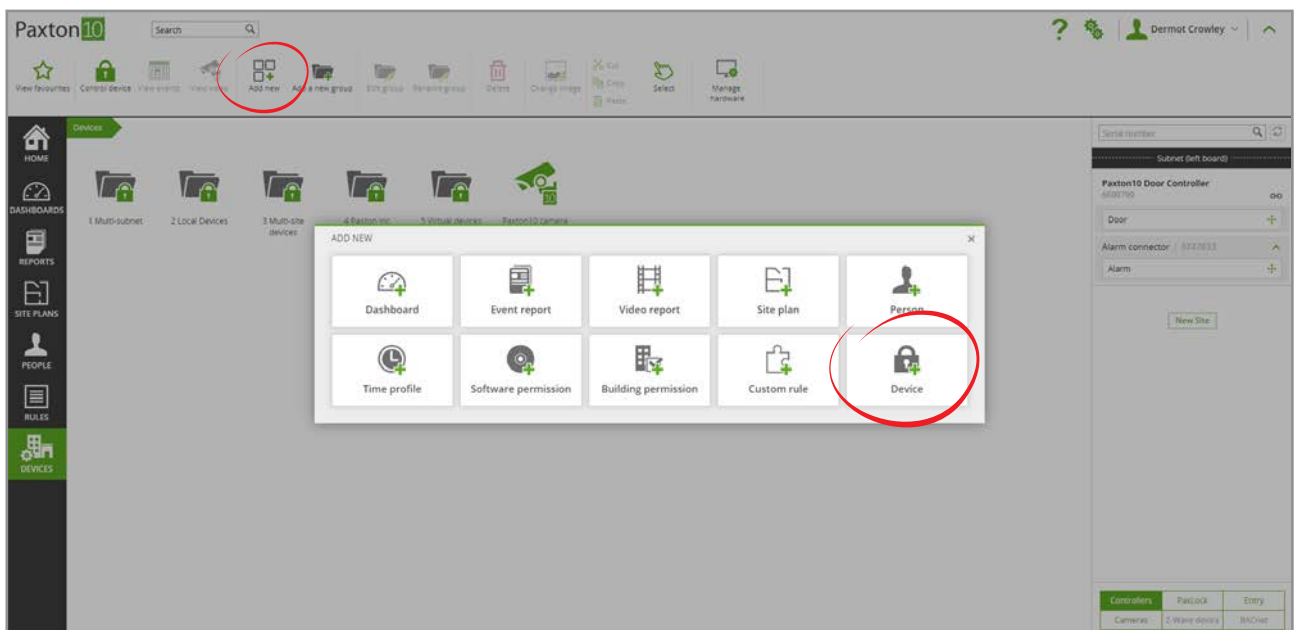 Paxton10
Search
Dermot Crowley
View favourites
Control device
View events
View video
Add new
Add a new group
Edit group
Rename group
Delete
Change image
Cut
Copy
Paste
Select
Manage hardware
Devices
HOME
DASHBOARDS
REPORTS
SITE PLANS
PEOPLE
RULES
DEVICES
1 Multi-subnet
2 Local Devices
3 Multi-site
devices
4 Paxton Inc
5 Virtual devices
Paxton10 camera
ADD NEW
Dashboard
Event report
Video report
Site plan
Person
Time profile
Software permission
Building permission
Custom rule
Device
Serial number
Subnet (left board)
Paxton10 Door Controller
Door
Alarm connector
Alarm
New Site
Controllers
PaxLock
Entry
Cameras
Z-Wave device
BACnet